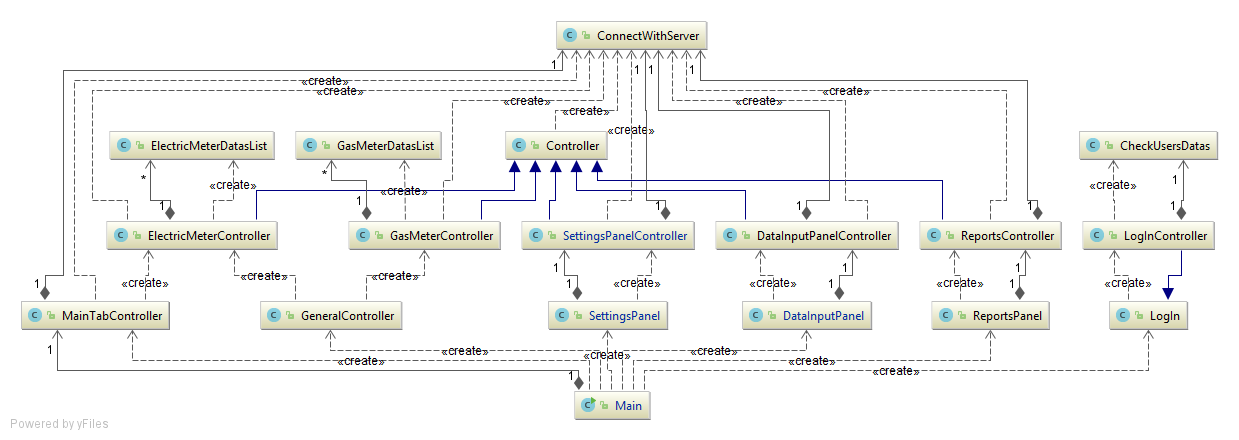 C ConnectWithServer
1 1 1 1 1
«create»
«create» «create»
«create» «create»
«create»
C ElectricMeterDatasList C GasMeterDatasList C Controller C CheckUsersDatas
* * 1
«create» «create» «create»
1 1 1 1 1 1
C ElectricMeterController C GasMeterController C SettingsPanelController C DataInputPanelController C ReportsController C LogInController
1 1 1
«create» «create» «create» «create» «create» «create» «create»
1 1 1 1
C MainTabController C GeneralController C SettingsPanel C DataInputPanel C ReportsPanel C LogIn
1 «create» «create» «create»
«create» «create»
1 «create»
C Main
Powered by yFiles